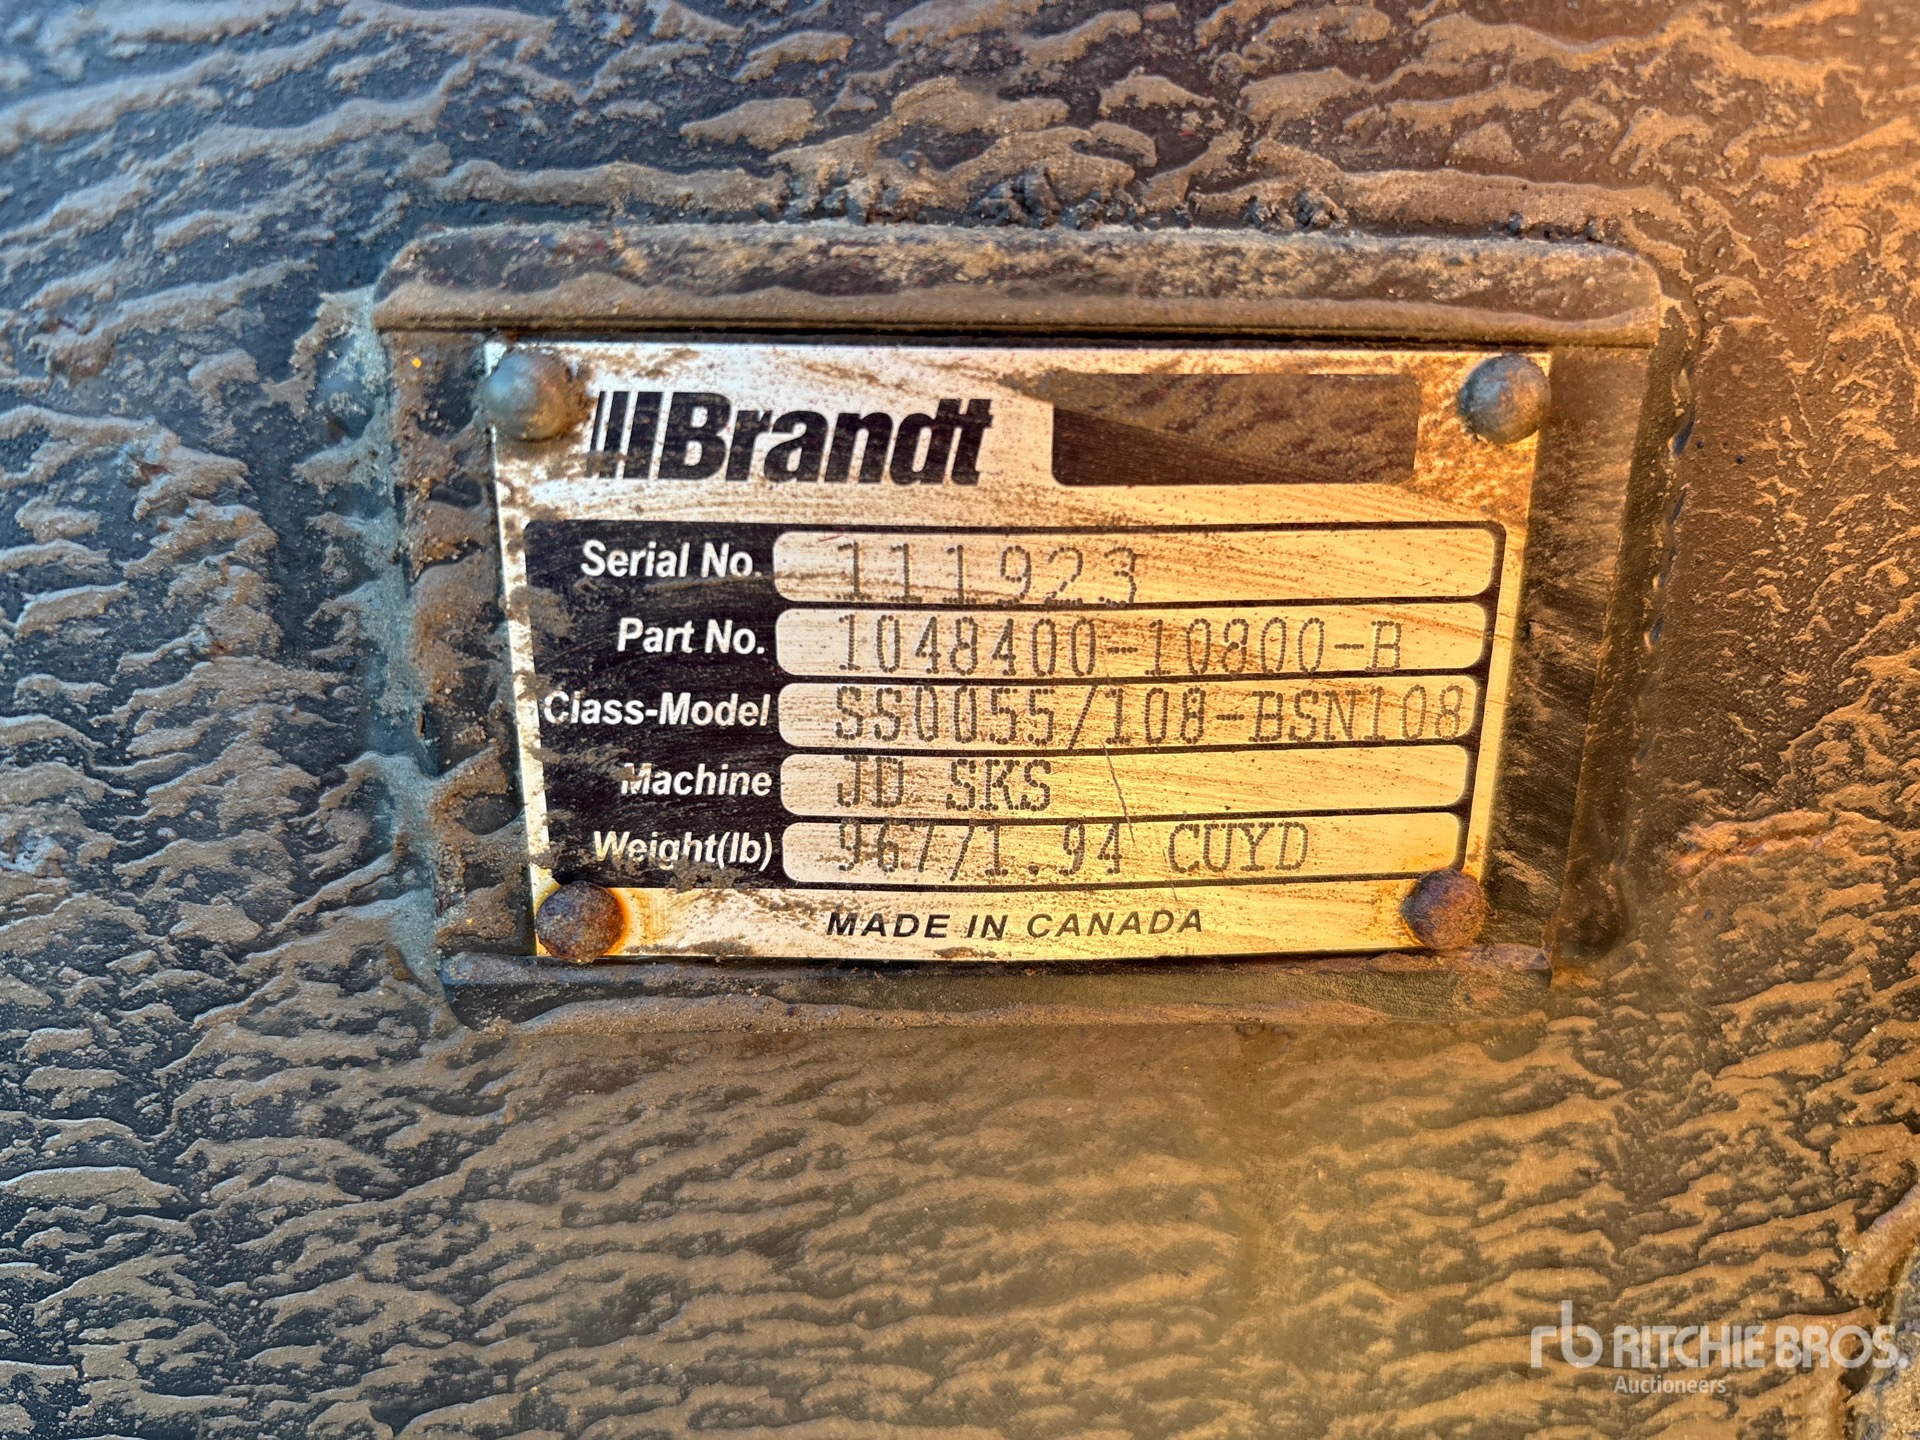 Brandt
Serial No. 111923
Part No. 1048400-10800-B
Class-Model SS0055/108-BSN108
Machine JD SKS
Weight(lb) 967/1.94 CUYD
MADE IN CANADA
rb RITCHIE BROS.
Auctioneers